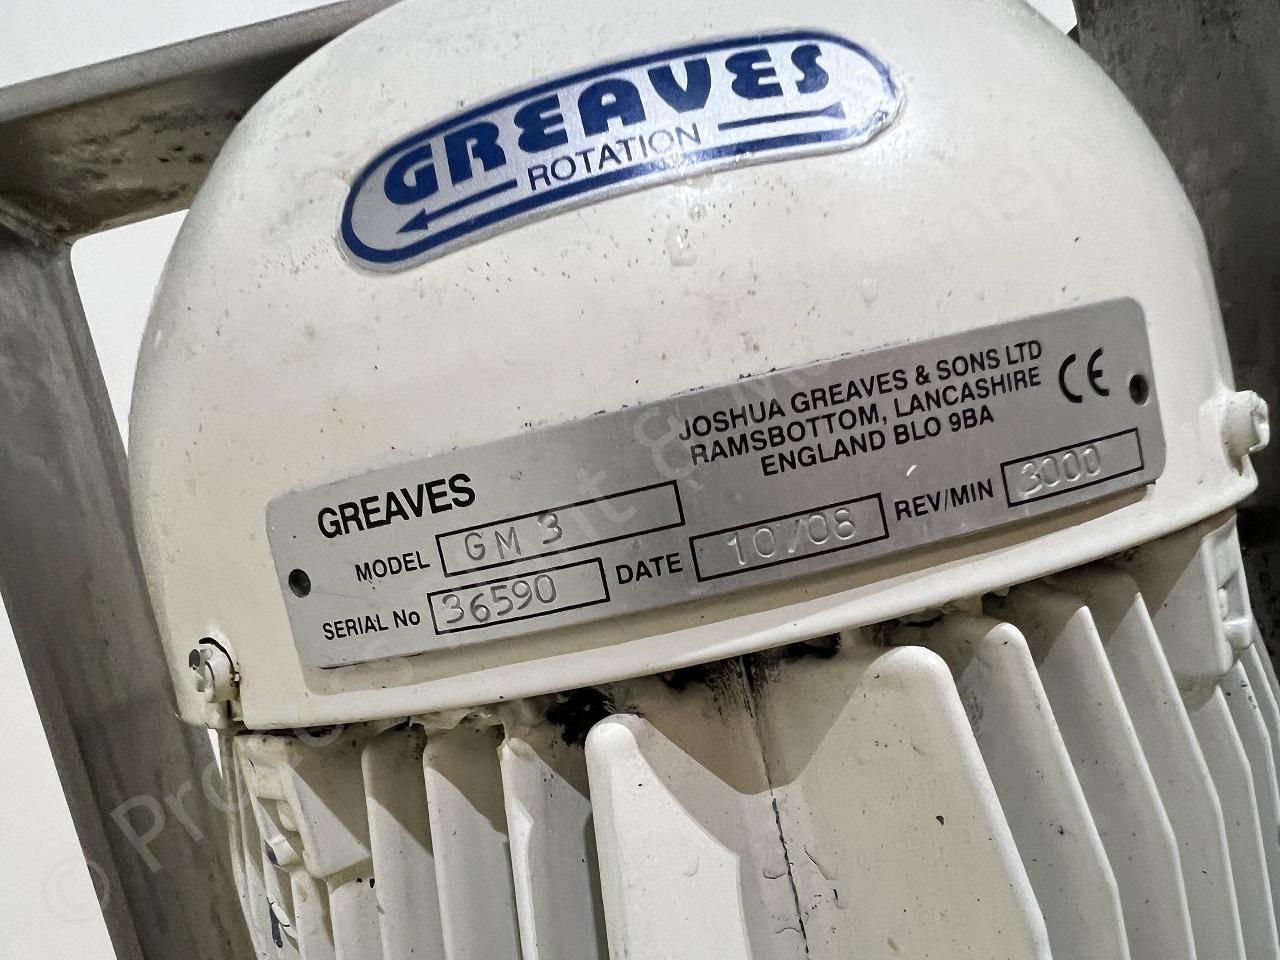 GREAVES
ROTATION
JOSHUA GREAVES & SONS LTD
RAMSBOTTOM, LANCASHIRE
ENGLAND BLO 9BA
CE
GREAVES
MODEL GM 3
SERIAL No 36590 DATE 10/08 REV/MIN 3000